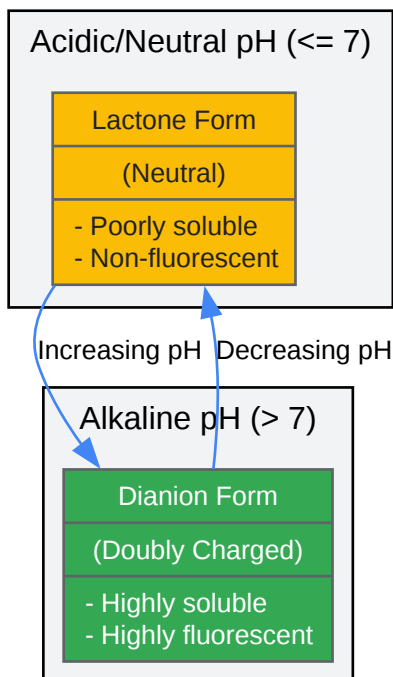 Acidic/Neutral pH (<= 7)
Lactone Form
(Neutral)
- Poorly soluble
- Non-fluorescent
Increasing pH
Decreasing pH
Alkaline pH (> 7)
Dianion Form
(Doubly Charged)
- Highly soluble
- Highly fluorescent